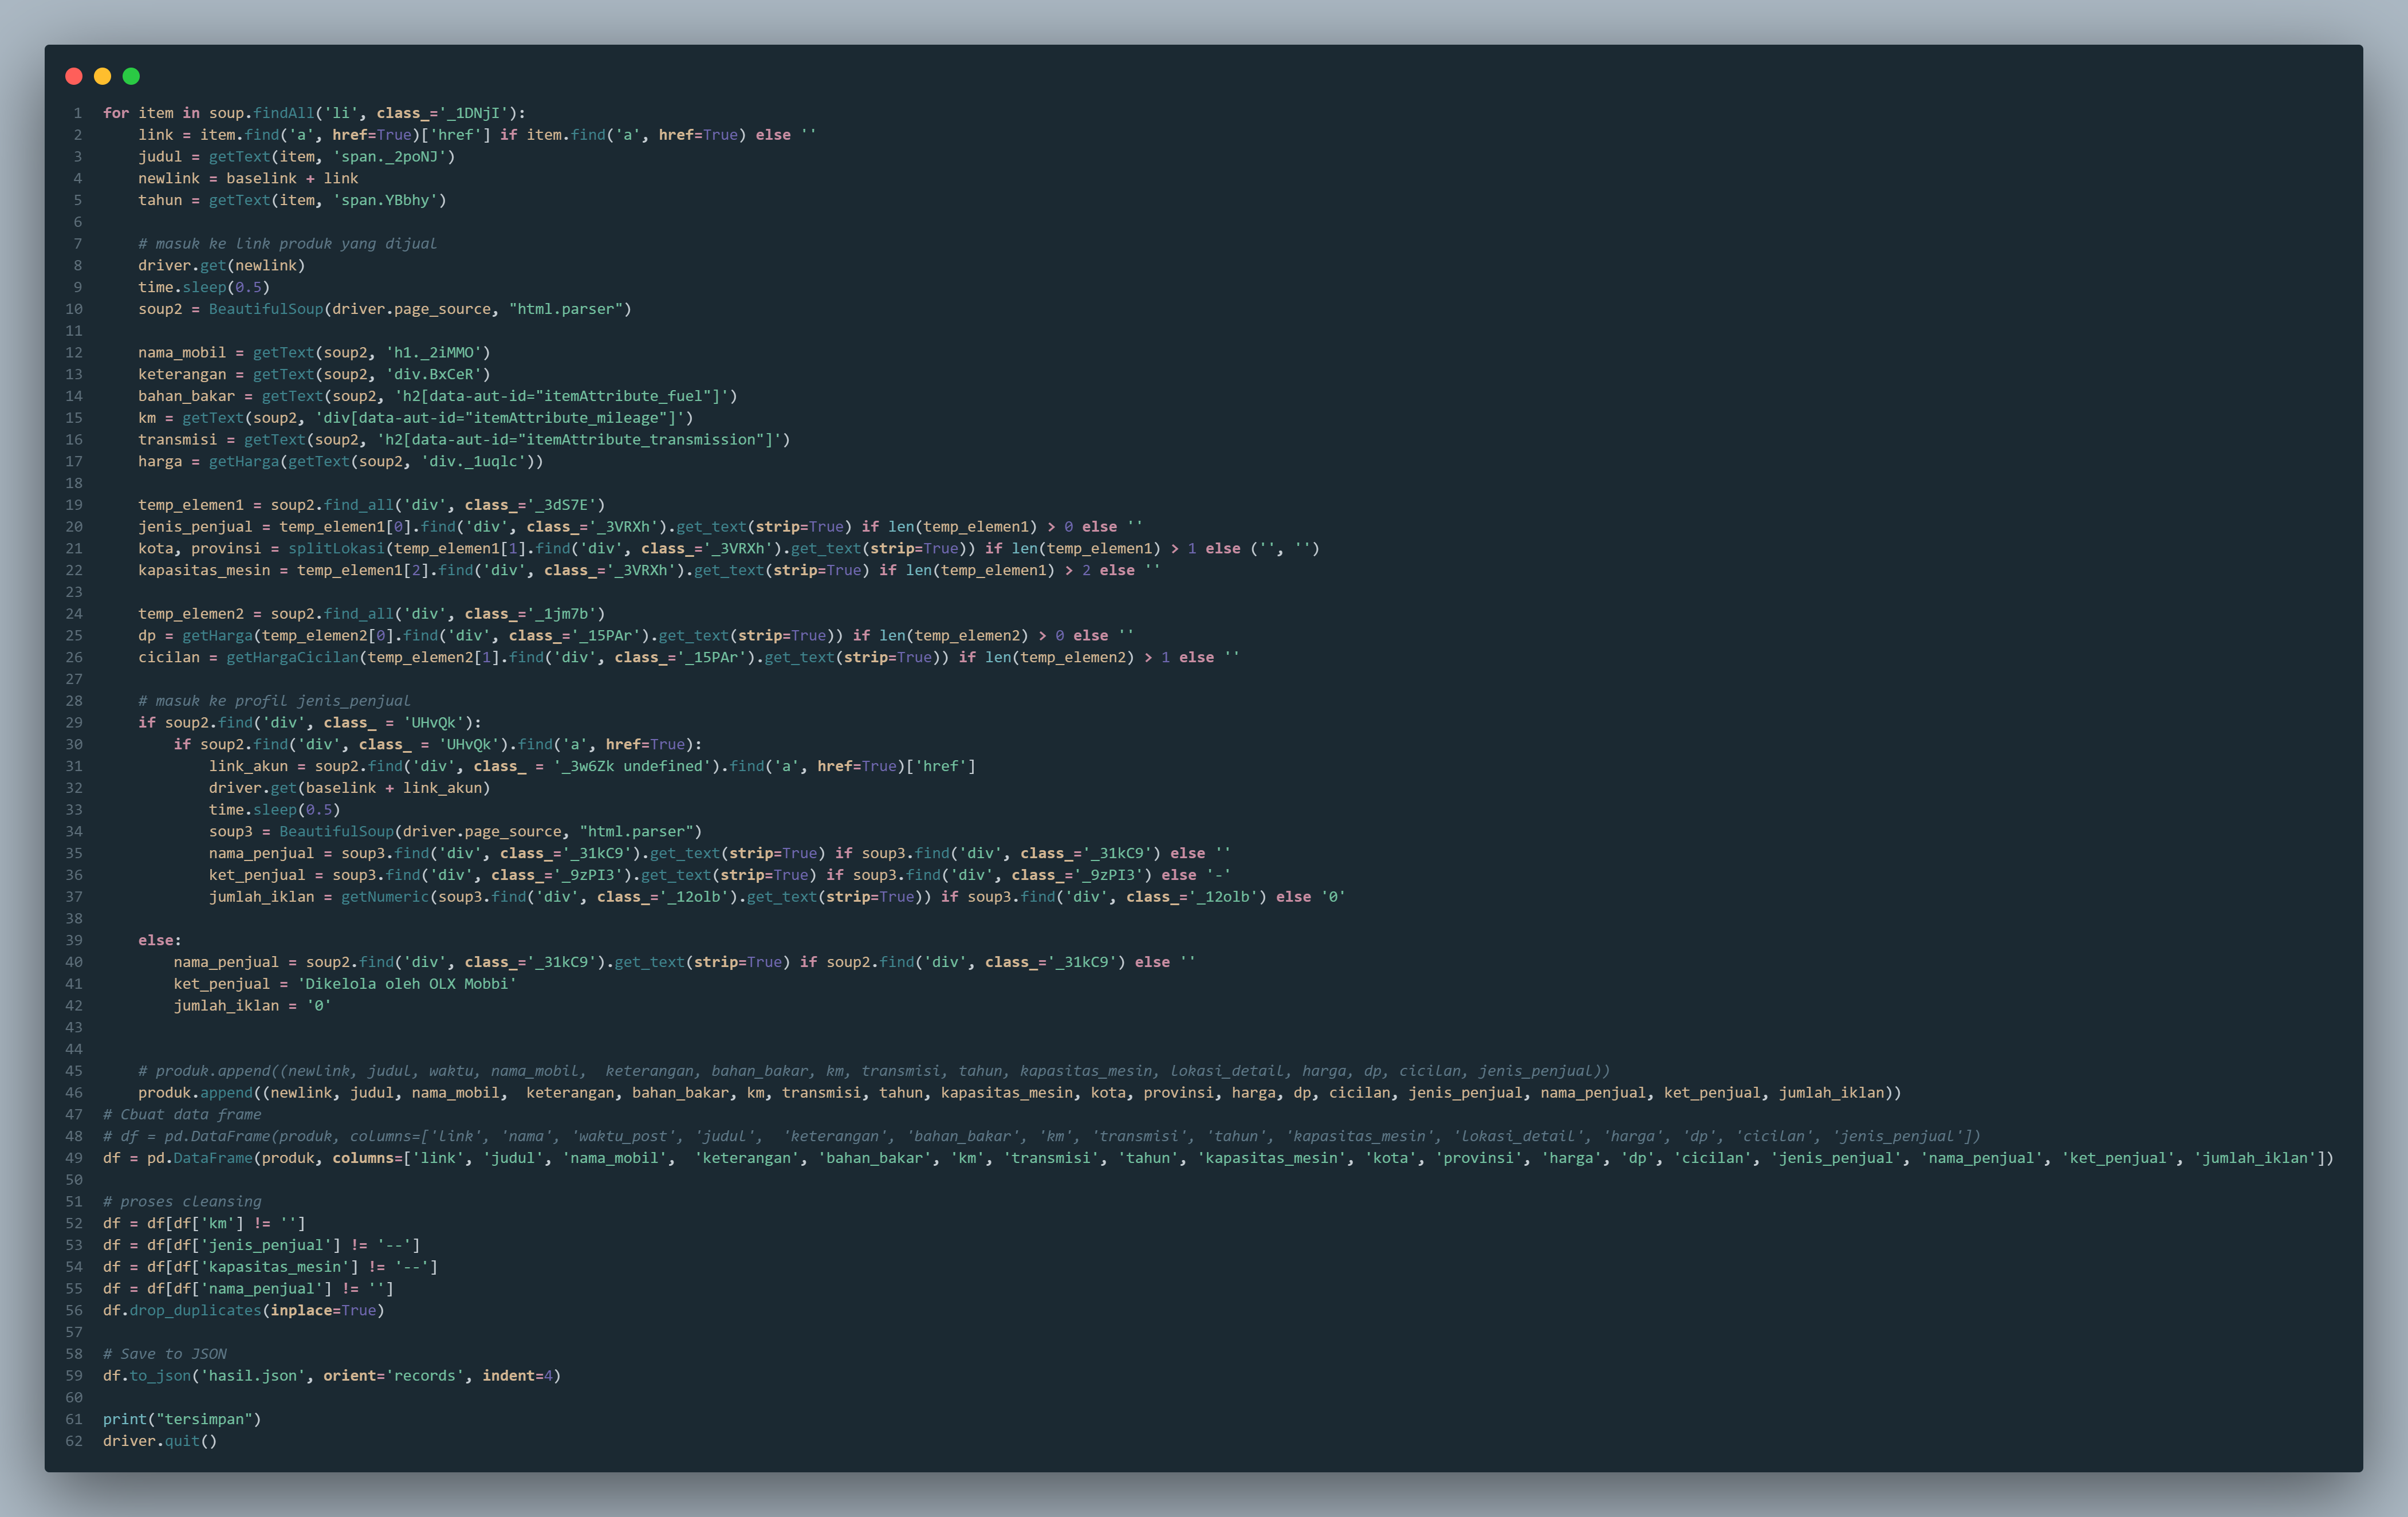 1 for item in soup.findAll('li', class_='_1DNjI'):
2     link = item.find('a', href=True)['href'] if item.find('a', href=True) else ''
3     judul = getText(item, 'span._2poNJ')
4     newlink = baselink + link
5     tahun = getText(item, 'span.YBbhy')
6
7     # masuk ke link produk yang dijual
8     driver.get(newlink)
9     time.sleep(0.5)
10     soup2 = BeautifulSoup(driver.page_source, "html.parser")
11
12     nama_mobil = getText(soup2, 'h1._2iMMO')
13     keterangan = getText(soup2, 'div.BxCeR')
14     bahan_bakar = getText(soup2, 'h2[data-aut-id="itemAttribute_fuel"]')
15     km = getText(soup2, 'div[data-aut-id="itemAttribute_mileage"]')
16     transmisi = getText(soup2, 'h2[data-aut-id="itemAttribute_transmission"]')
17     harga = getHarga(getText(soup2, 'div._1uqlc'))
18
19     temp_elemen1 = soup2.find_all('div', class_='_3dS7E')
20     jenis_penjual = temp_elemen1[0].find('div', class_='_3VRXh').get_text(strip=True) if len(temp_elemen1) > 0 else ''
21     kota, provinsi = splitLokasi(temp_elemen1[1].find('div', class_='_3VRXh').get_text(strip=True)) if len(temp_elemen1) > 1 else ('', '')
22     kapasitas_mesin = temp_elemen1[2].find('div', class_='_3VRXh').get_text(strip=True) if len(temp_elemen1) > 2 else ''
23
24     temp_elemen2 = soup2.find_all('div', class_='_1jm7b')
25     dp = getHarga(temp_elemen2[0].find('div', class_='_15PAr').get_text(strip=True)) if len(temp_elemen2) > 0 else ''
26     cicilan = getHargaCicilan(temp_elemen2[1].find('div', class_='_15PAr').get_text(strip=True)) if len(temp_elemen2) > 1 else ''
27
28     # masuk ke profil jenis_penjual
29     if soup2.find('div', class_ = 'UHvQk'):
30         if soup2.find('div', class_ = 'UHvQk').find('a', href=True):
31             link_akun = soup2.find('div', class_ = '_3w6Zk undefined').find('a', href=True)['href']
32             driver.get(baselink + link_akun)
33             time.sleep(0.5)
34             soup3 = BeautifulSoup(driver.page_source, "html.parser")
35             nama_penjual = soup3.find('div', class_='_31kC9').get_text(strip=True) if soup3.find('div', class_='_31kC9') else ''
36             ket_penjual = soup3.find('div', class_='_9zPI3').get_text(strip=True) if soup3.find('div', class_='_9zPI3') else '-'
37             jumlah_iklan = getNumeric(soup3.find('div', class_='_12olb').get_text(strip=True)) if soup3.find('div', class_='_12olb') else '0'
38
39     else:
40         nama_penjual = soup2.find('div', class_='_31kC9').get_text(strip=True) if soup2.find('div', class_='_31kC9') else ''
41         ket_penjual = 'Dikelola oleh OLX Mobbi'
42         jumlah_iklan = '0'
43
44
45     # produk.append((newlink, judul, waktu, nama_mobil,  keterangan, bahan_bakar, km, transmisi, tahun, kapasitas_mesin, lokasi_detail, harga, dp, cicilan, jenis_penjual))
46     produk.append((newlink, judul, nama_mobil,  keterangan, bahan_bakar, km, transmisi, tahun, kapasitas_mesin, kota, provinsi, harga, dp, cicilan, jenis_penjual, nama_penjual, ket_penjual, jumlah_iklan))
47 # Cbuat data frame
48 # df = pd.DataFrame(produk, columns=['link', 'nama', 'waktu_post', 'judul',  'keterangan', 'bahan_bakar', 'km', 'transmisi', 'tahun', 'kapasitas_mesin', 'lokasi_detail', 'harga', 'dp', 'cicilan', 'jenis_penjual'])
49 df = pd.DataFrame(produk, columns=['link', 'judul', 'nama_mobil',  'keterangan', 'bahan_bakar', 'km', 'transmisi', 'tahun', 'kapasitas_mesin', 'kota', 'provinsi', 'harga', 'dp', 'cicilan', 'jenis_penjual', 'nama_penjual', 'ket_penjual', 'jumlah_iklan'])
50
51 # proses cleansing
52 df = df[df['km'] != '']
53 df = df[df['jenis_penjual'] != '--']
54 df = df[df['kapasitas_mesin'] != '--']
55 df = df[df['nama_penjual'] != '']
56 df.drop_duplicates(inplace=True)
57
58 # Save to JSON
59 df.to_json('hasil.json', orient='records', indent=4)
60
61 print("tersimpan")
62 driver.quit()